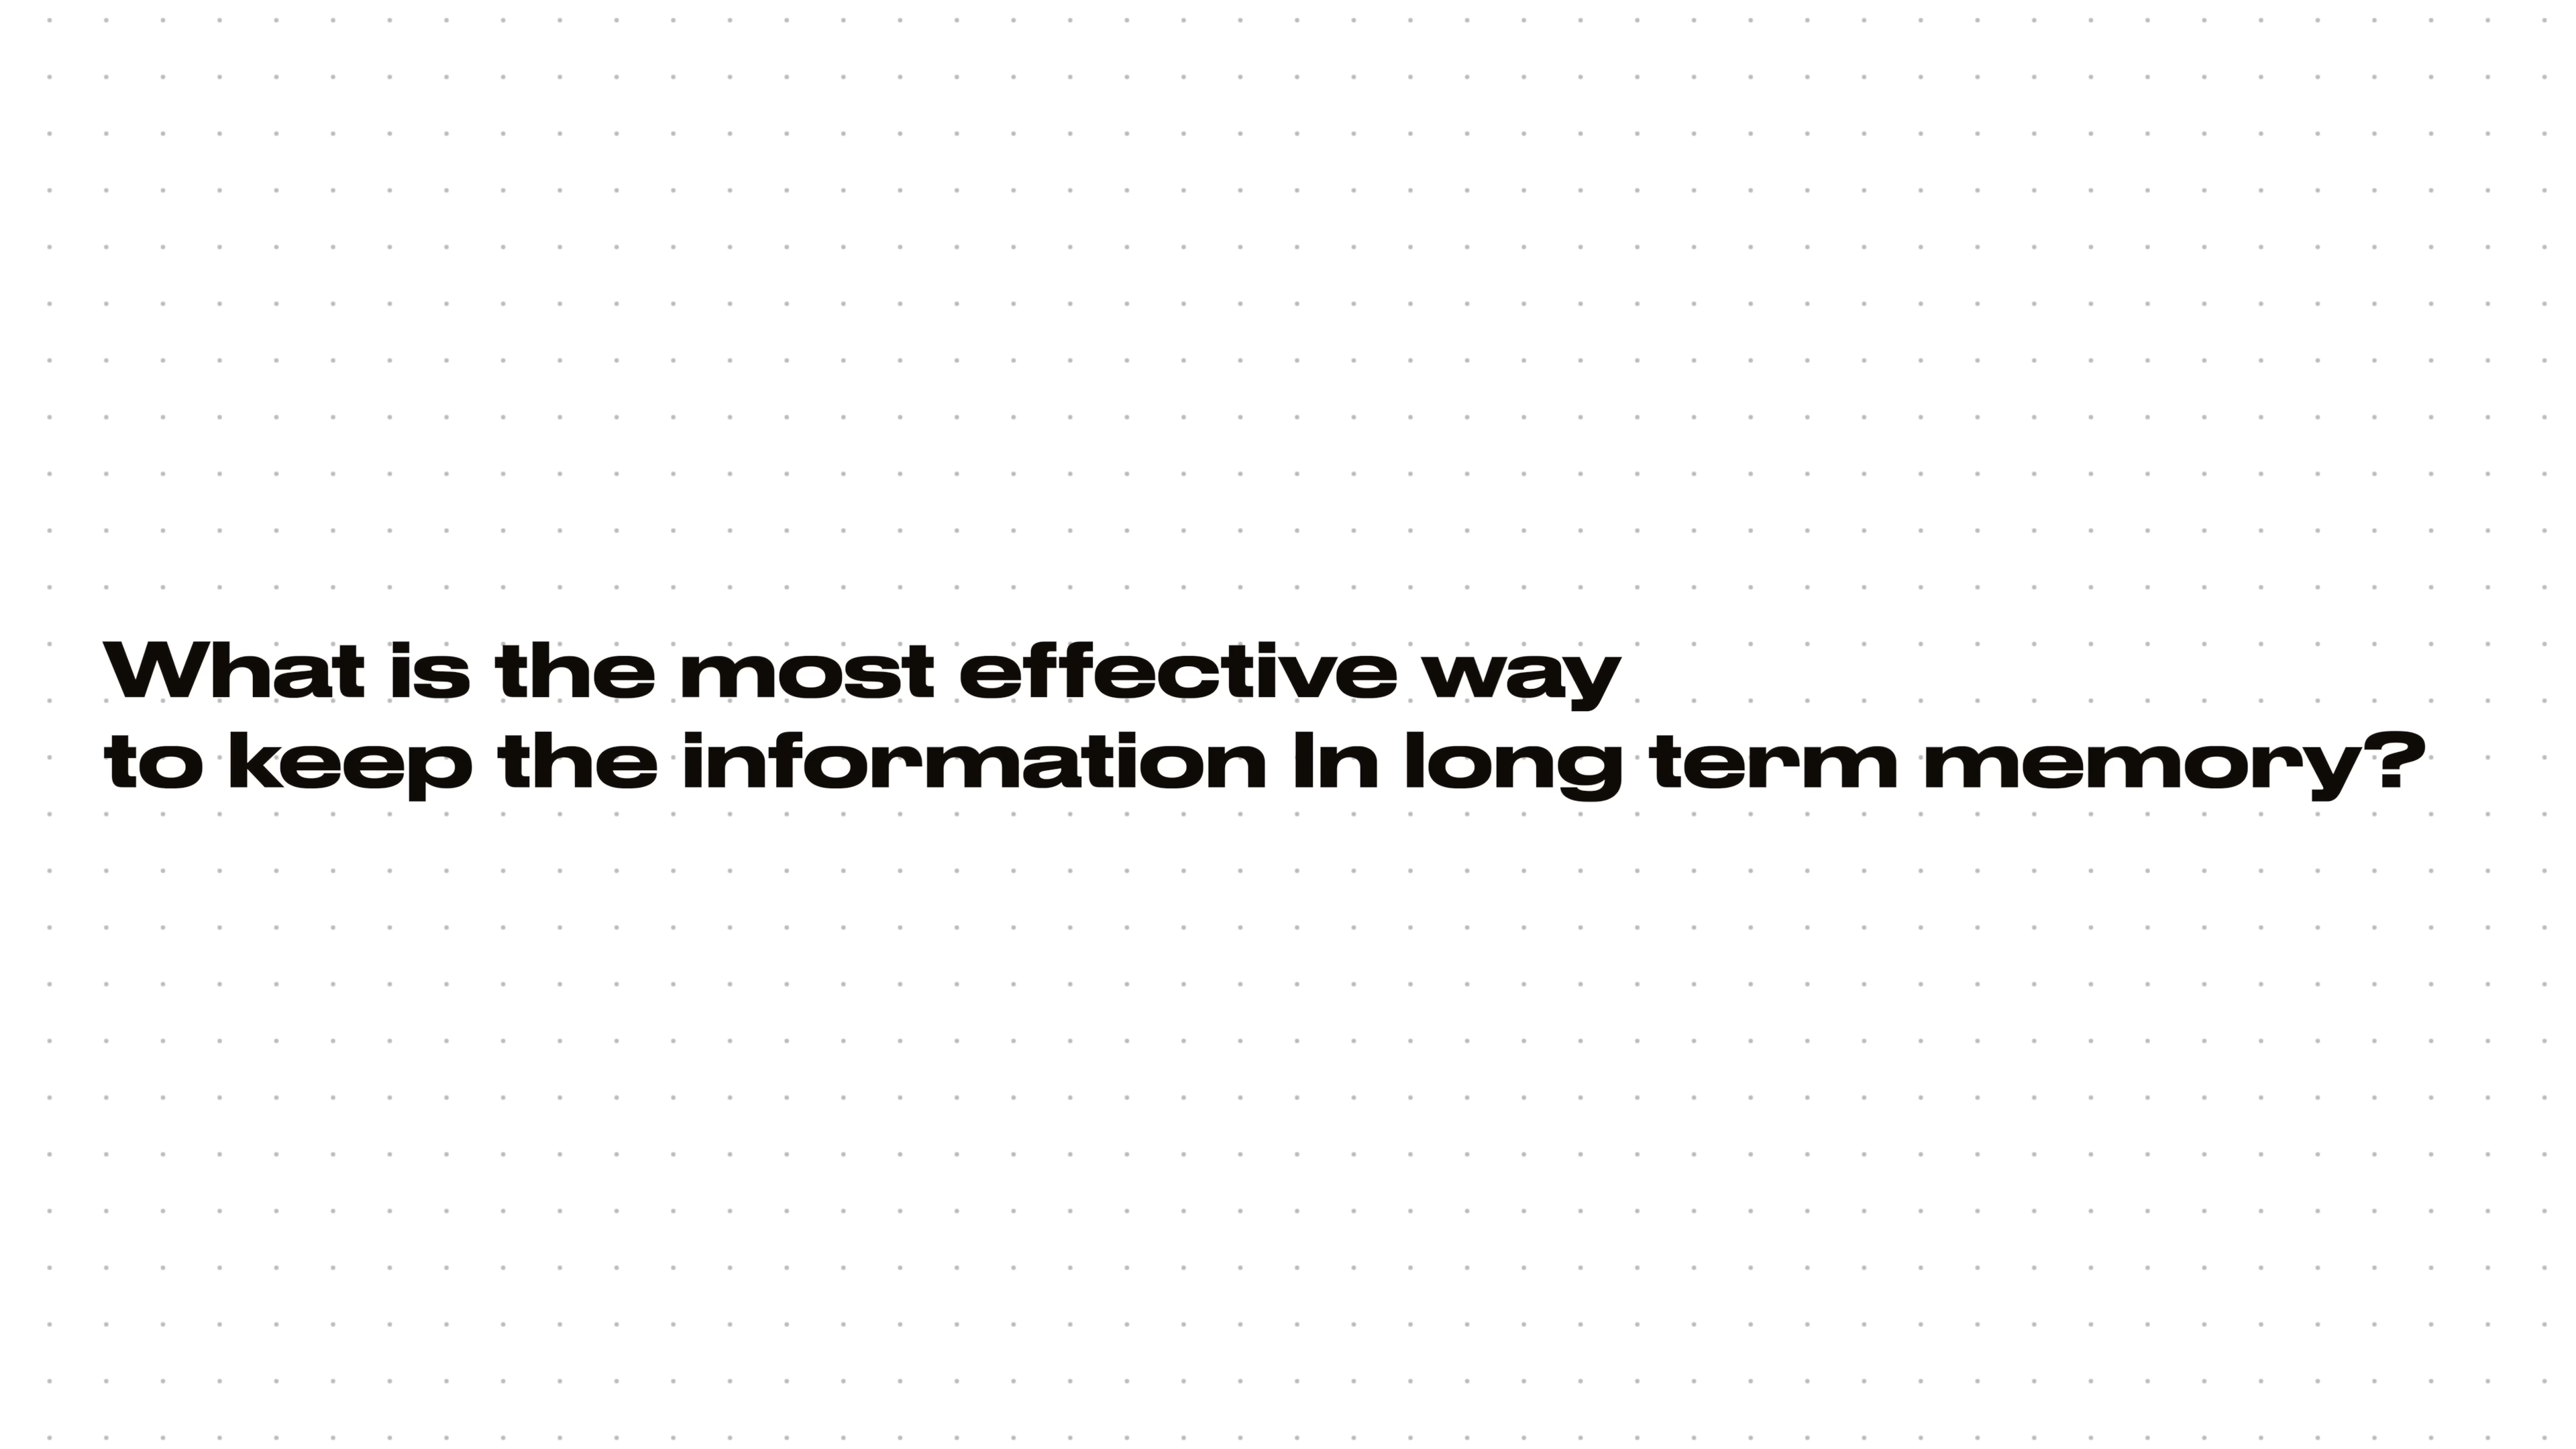 What is the most effective way
to keep the information In long term memory?